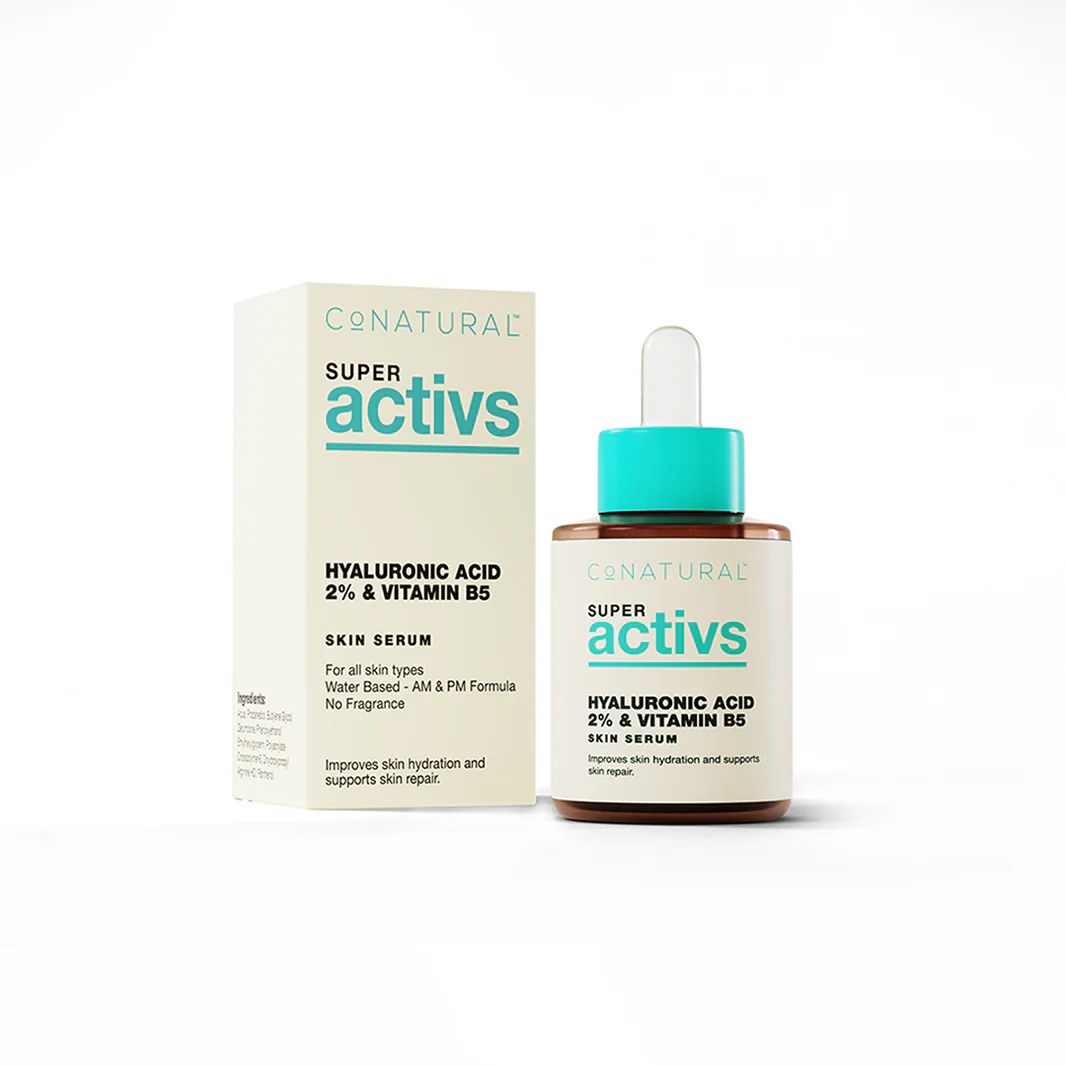 CoNATURAL™
SUPER
activs
HYALURONIC ACID
2% & VITAMIN B5
SKIN SERUM
For all skin types
Water Based - AM & PM Formula
No Fragrance
Improves skin hydration and
supports skin repair.
Ingredients:
CoNATURAL™
SUPER
activs
HYALURONIC ACID
2% & VITAMIN B5
SKIN SERUM
Improves skin hydration and supports
skin repair.